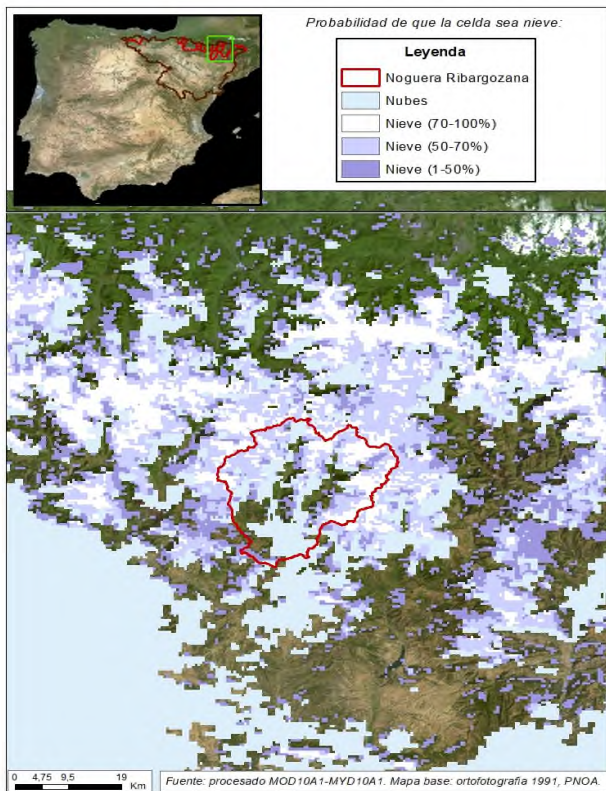 Probabilidad de que la celda sea nieve:
Leyenda
Noguera Ribargozana
Nubes
Nieve (70-100%)
Nieve (50-70%)
Nieve (1-50%)
0 4,75 9,5 19
Km
Fuente: procesado MOD10A1-MYD10A1. Mapa base: ortofotografía 1991, PNOA.